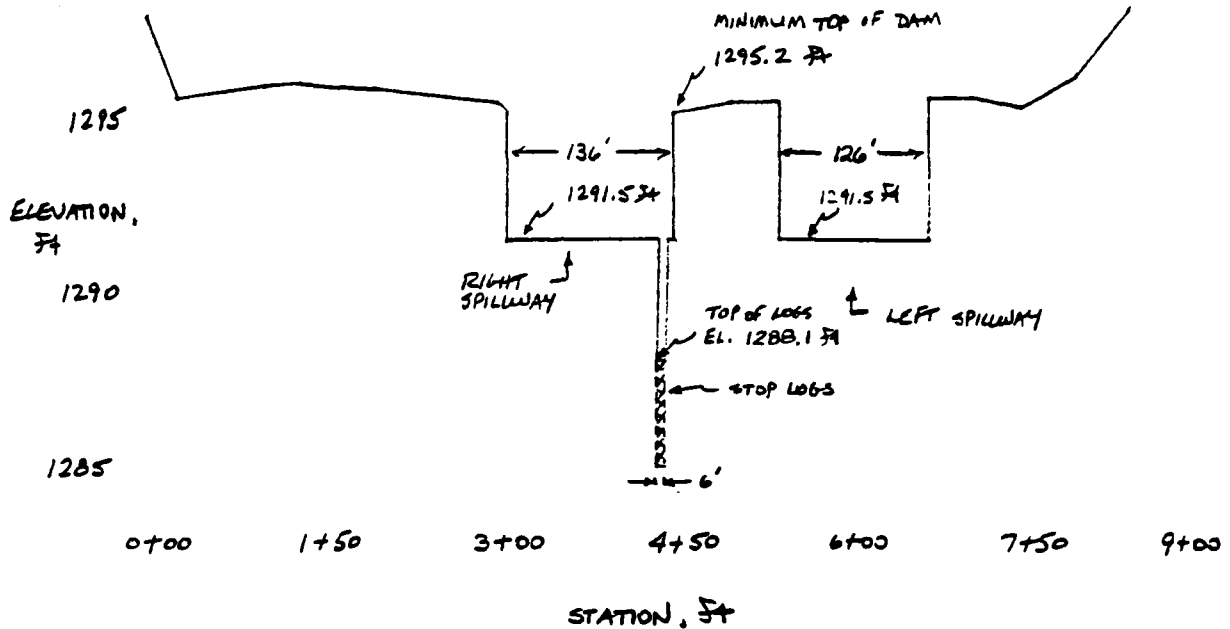 MINIMUM TOP OF DAM
1295.2 Ft
1295
136'
126'
1291.5 Ft
1291.5 Ft
ELEVATION,
Ft
1290
RIGHT
SPILLWAY
TOP OF LOGS
EL. 1288.1 Ft
LEFT SPILLWAY
STOP LOGS
1285
6'
0+00 1+50 3+00 4+50 6+00 7+50 9+00
STATION, Ft